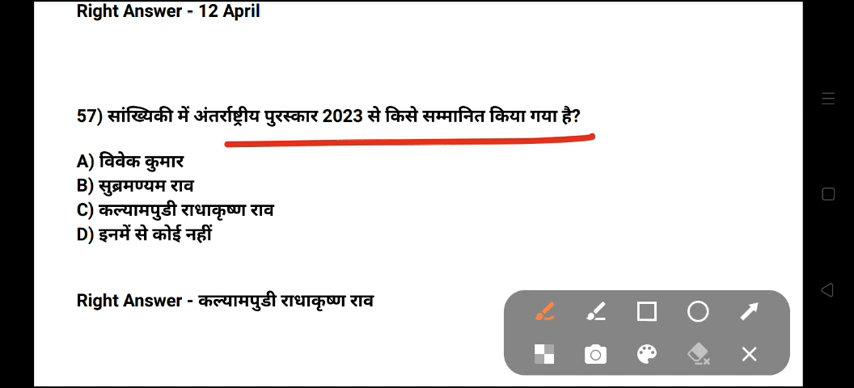 Right Answer - 12 April
57) सांख्यिकी में अंतर्राष्ट्रीय पुरस्कार 2023 से किसे सम्मानित किया गया है?
A) विवेक कुमार
B) सुब्रमण्यम राव
C) कल्यामपुडी राधाकृष्ण राव
D) इनमें से कोई नहीं
Right Answer - कल्यामपुडी राधाकृष्ण राव